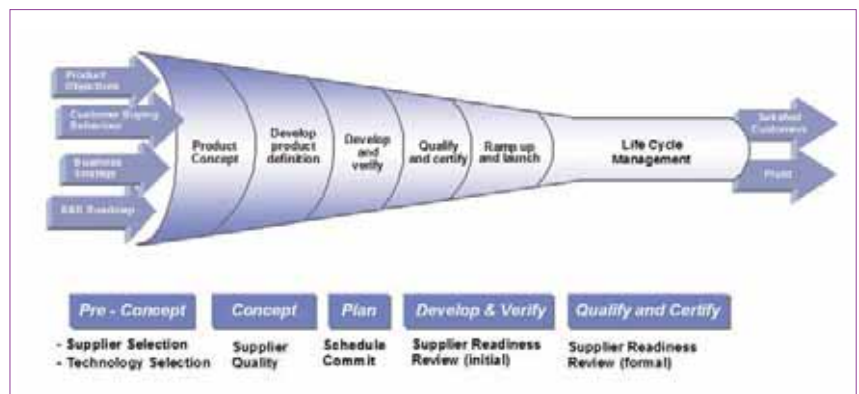 Product
Objectives
Customer Buying
Behaviour
Business
Strategy
R&D Roadmap
Product
Concept
Develop
product
definition
Develop
and
verify
Qualify
and certify
Ramp up
and launch
Life Cycle
Management
Satisfied
Customers
Profit
Pre - Concept
- Supplier Selection
- Technology Selection
Concept
Supplier
Quality
Plan
Schedule
Commit
Develop & Verify
Supplier Readiness
Review (initial)
Qualify and Certify
Supplier Readiness
Review (formal)